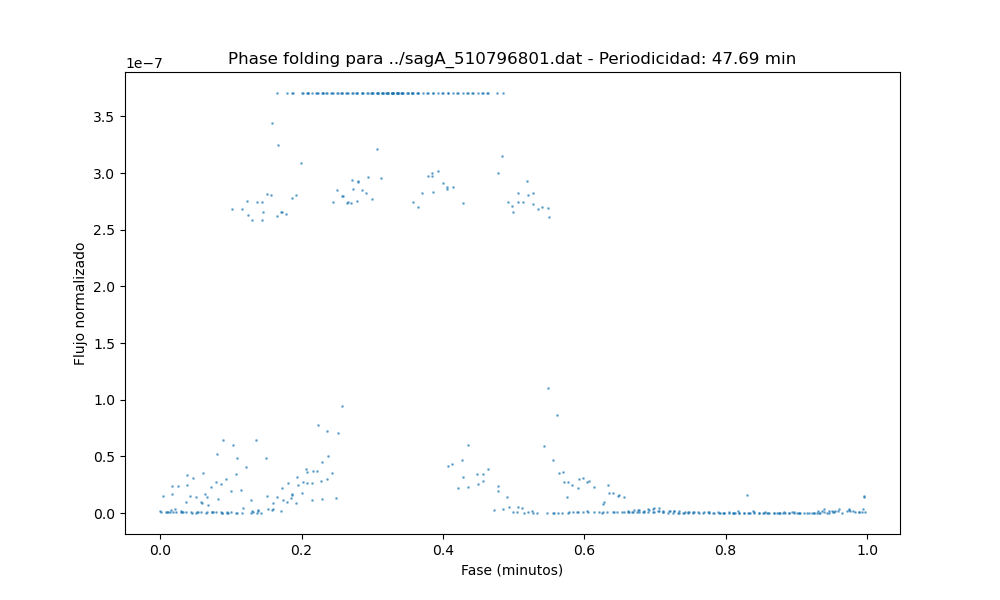 Phase folding para ../sagA_510796801.dat - Periodicidad: 47.69 min
1e−7
3.5
3.0
2.5
2.0
1.5
1.0
0.5
0.0
Flujo normalizado
0.0 0.2 0.4 0.6 0.8 1.0
Fase (minutos)